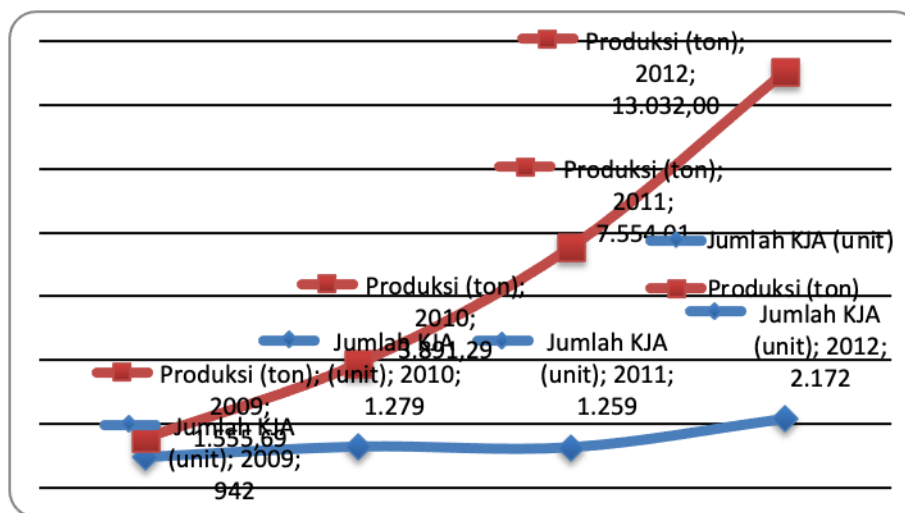 Produksi (ton);
2012;
13.032,00
Produksi (ton);
2011;
7.554,01
Jumlah KJA (unit)
Produksi (ton)
Produksi (ton);
2010;
3.891,29
Jumlah KJA
(unit); 2010;
1.279
Jumlah KJA
(unit); 2011;
1.259
Jumlah KJA
(unit); 2012;
2.172
Produksi (ton);
2009;
1.555,69
Jumlah KJA
(unit); 2009;
942